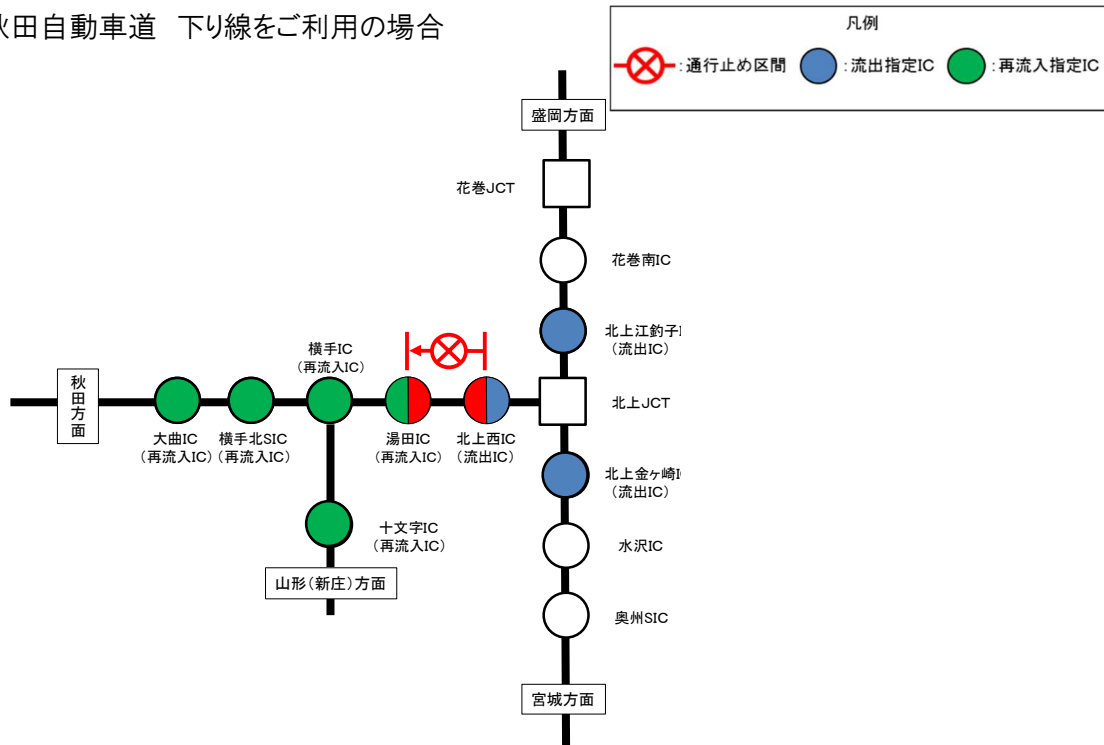 秋田自動車道 下り線をご利用の場合
凡例
:通行止め区間
:流出指定IC
:再流入指定IC
盛岡方面
花巻JCT
花巻南IC
北上江釣子I
(流出IC)
横手IC
(再流入IC)
秋田方面
北上JCT
大曲IC
(再流入IC)
横手北SIC
(再流入IC)
湯田IC
(再流入IC)
北上西IC
(流出IC)
北上金ヶ崎I
(流出IC)
十文字IC
(再流入IC)
水沢IC
山形(新庄)方面
奥州SIC
宮城方面